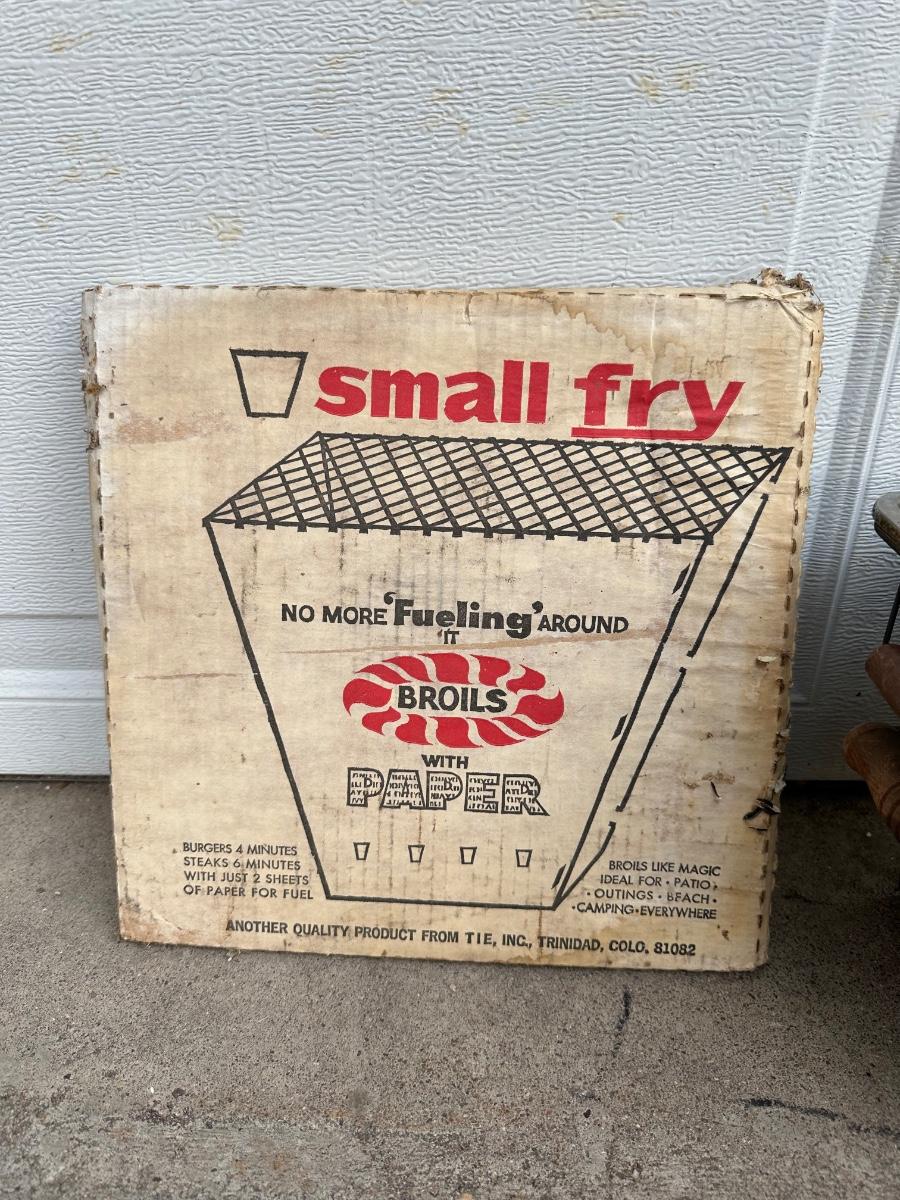 small fry
NO MORE 'Fueling' AROUND
'IT
BROILS
WITH
PAPER
BURGERS 4 MINUTES
STEAKS 6 MINUTES
WITH JUST 2 SHEETS
OF PAPER FOR FUEL
BROILS LIKE MAGIC
IDEAL FOR • PATIO •
• OUTINGS • BEACH •
• CAMPING • EVERYWHERE
ANOTHER QUALITY PRODUCT FROM TIE, INC., TRINIDAD, COLO. 81082